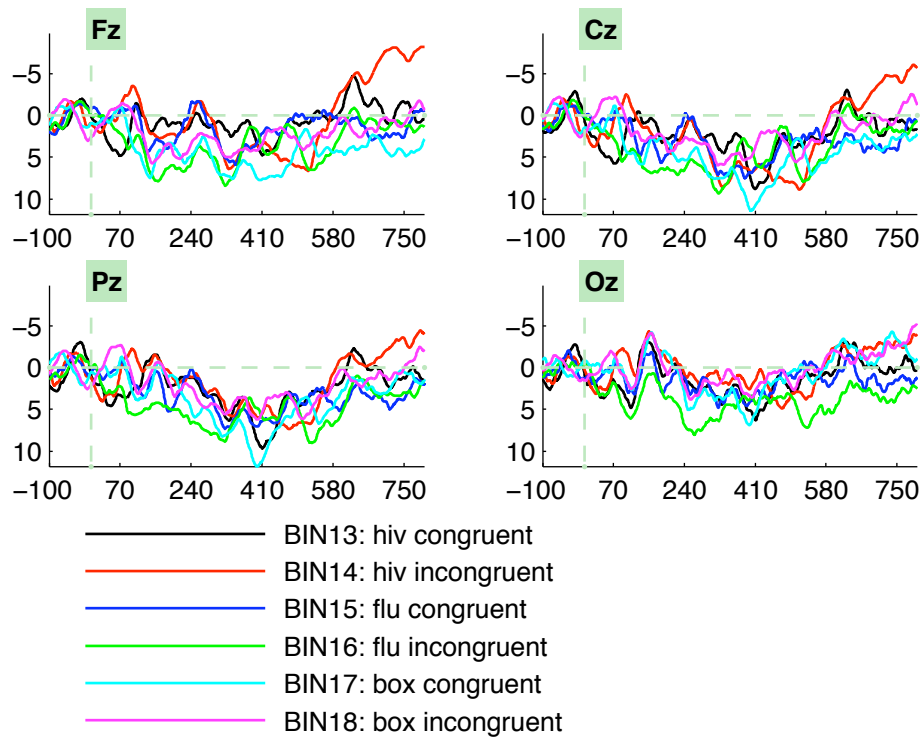 Fz
Cz
−5
0
5
10
−100 70 240 410 580 750
−5
0
5
10
−100 70 240 410 580 750
Pz
Oz
−5
0
5
10
−100 70 240 410 580 750
−5
0
5
10
−100 70 240 410 580 750
BIN13: hiv congruent
BIN14: hiv incongruent
BIN15: flu congruent
BIN16: flu incongruent
BIN17: box congruent
BIN18: box incongruent